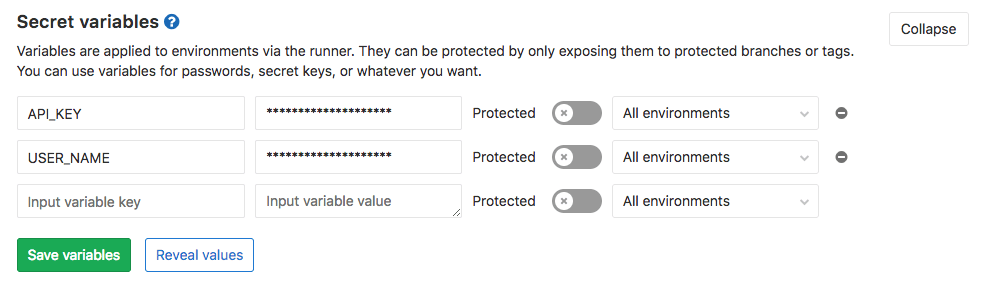 Secret variables ?
Collapse
Variables are applied to environments via the runner. They can be protected by only exposing them to protected branches or tags.
You can use variables for passwords, secret keys, or whatever you want.
API_KEY ******************** Protected All environments
USER_NAME ******************** Protected All environments
Input variable key Input variable value Protected All environments
Save variables Reveal values